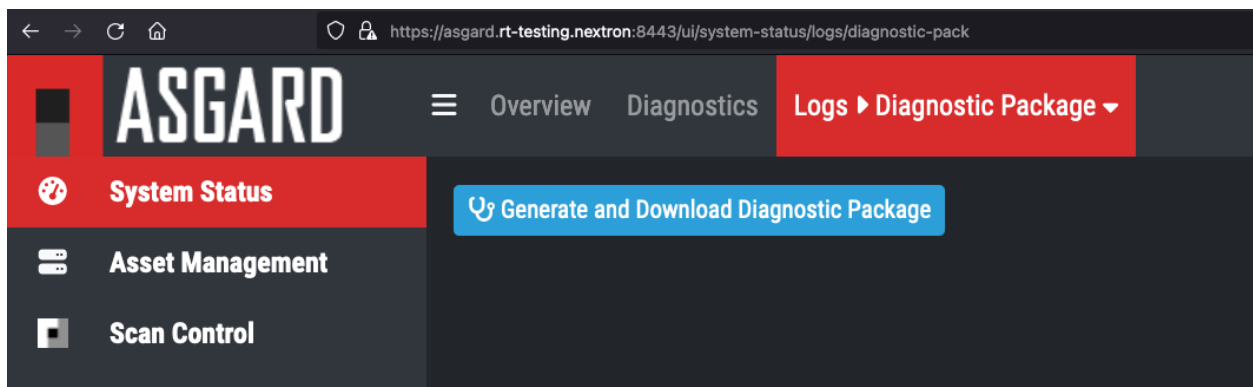 https://asgard.rt-testing.nextron:8443/ui/system-status/logs/diagnostic-pack
ASGARD
Overview Diagnostics Logs Diagnostic Package
System Status
Generate and Download Diagnostic Package
Asset Management
Scan Control